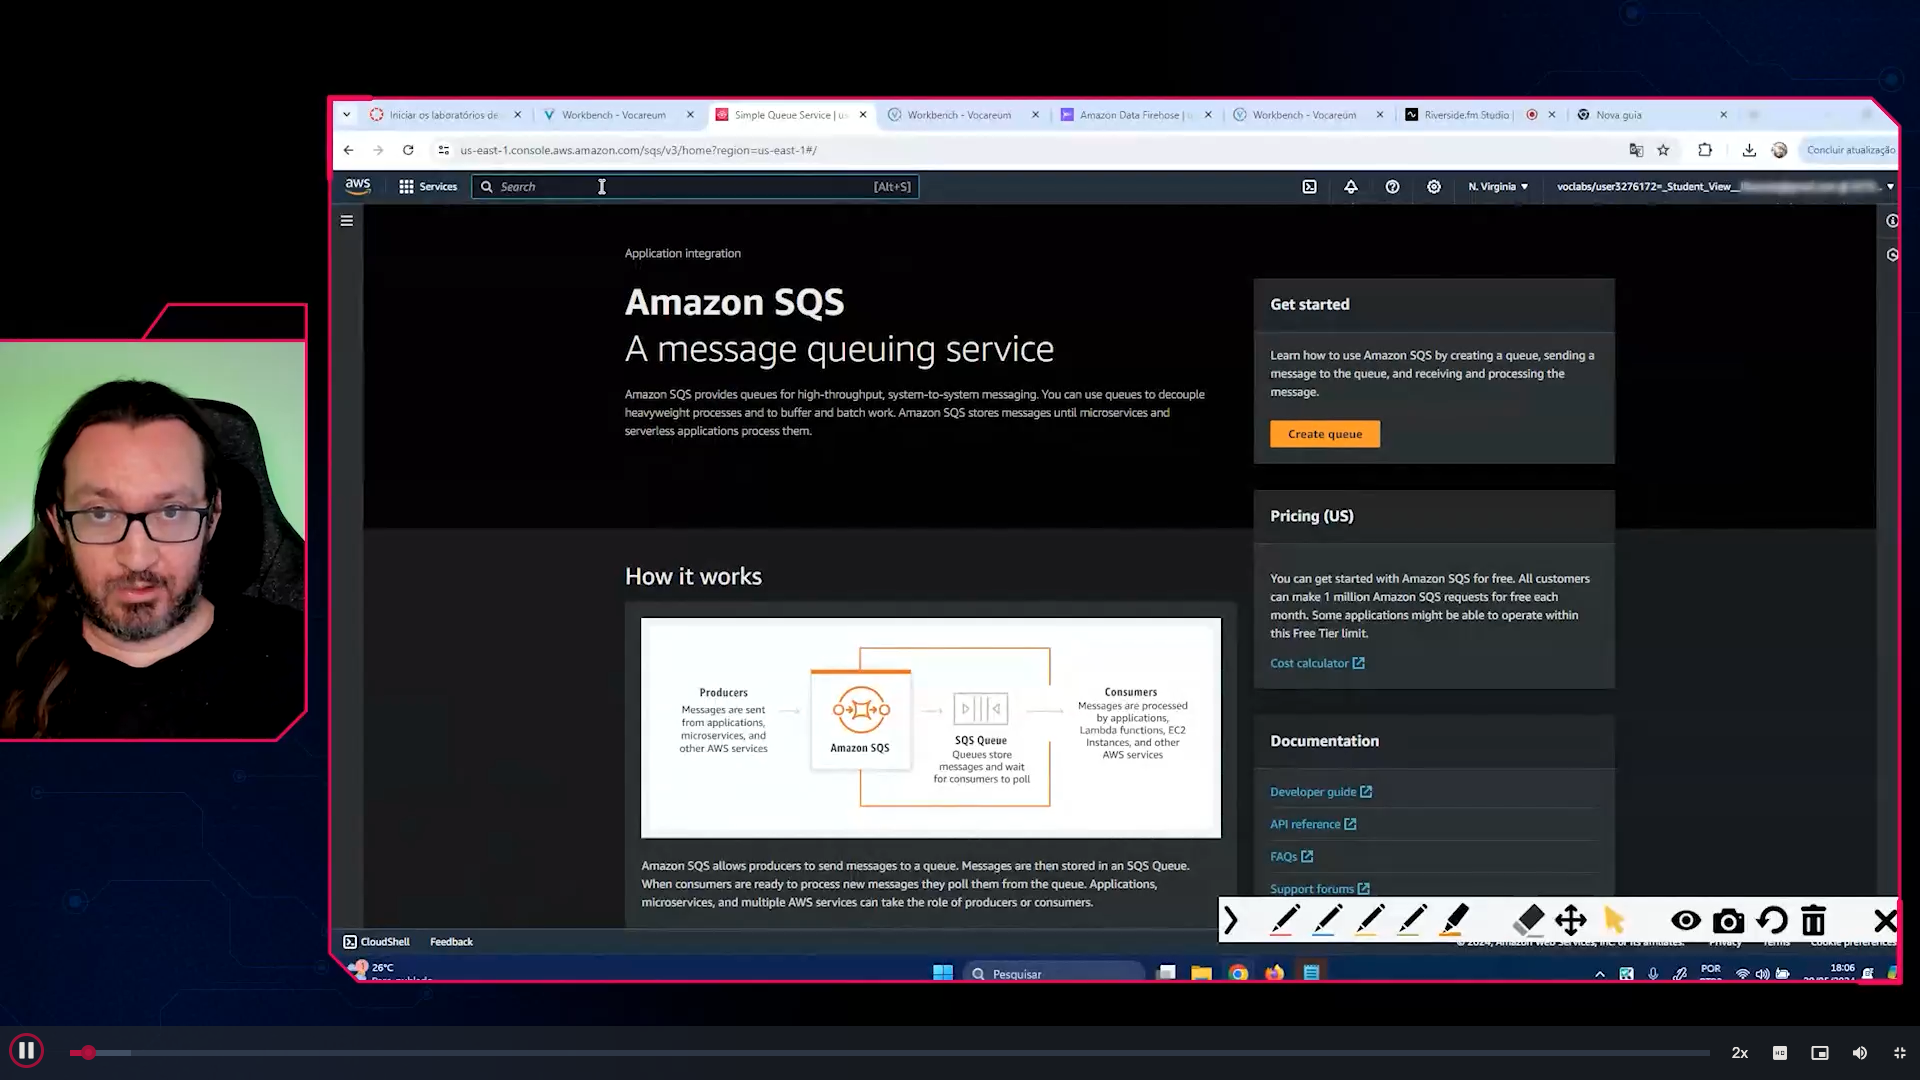 Iniciar os laboratórios de
Workbench - Vocareum
Simple Queue Service | us
Workbench - Vocareum
Amazon Data Firehose | u
Workbench - Vocareum
Riverside.fm Studio |
Nova guia
us-east-1.console.aws.amazon.com/sqs/v3/home?region=us-east-1#/
Concluir atualização
aws
Services
Search
[Alt+S]
N. Virginia
voclabs/user3276172=_Student_View_
Application integration
Amazon SQS
A message queuing service
Amazon SQS provides queues for high-throughput, system-to-system messaging. You can use queues to decouple
heavyweight processes and to buffer and batch work. Amazon SQS stores messages until microservices and
serverless applications process them.
Get started
Learn how to use Amazon SQS by creating a queue, sending a
message to the queue, and receiving and processing the
message.
Create queue
Pricing (US)
You can get started with Amazon SQS for free. All customers
can make 1 million Amazon SQS requests for free each
month. Some applications might be able to operate within
this Free Tier limit.
Cost calculator
How it works
Producers
Messages are sent
from applications,
microservices, and
other AWS services
Amazon SQS
SQS Queue
Queues store
messages and wait
for consumers to poll
Consumers
Messages are processed
by applications,
Lambda functions, EC2
Instances, and other
AWS services
Amazon SQS allows producers to send messages to a queue. Messages are then stored in an SQS Queue.
When consumers are ready to process new messages they poll them from the queue. Applications,
microservices, and multiple AWS services can take the role of producers or consumers.
Documentation
Developer guide
API reference
FAQs
Support forums
CloudShell
Feedback
© 2024, Amazon Web Services, Inc. or its affiliates.
Privacy
Terms
Cookie preferences
26°C
Pesquisar
POR
18:06
2x
HD